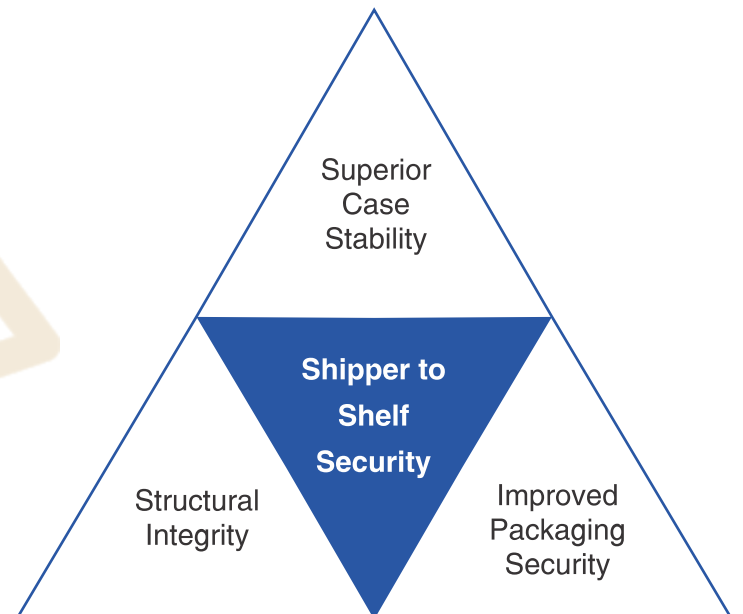 Superior
Case
Stability
Shipper to
Shelf
Security
Structural
Integrity
Improved
Packaging
Security